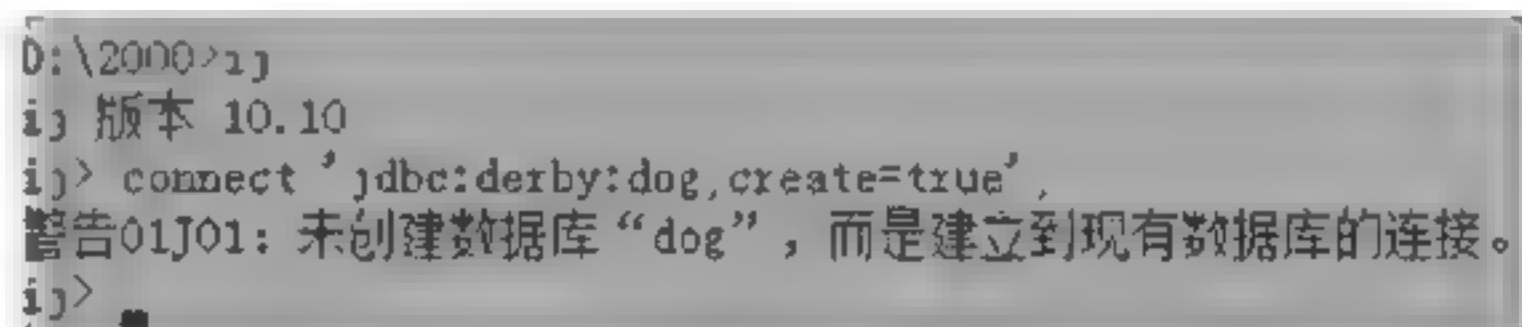 D:\2000>ij
ij 版本 10.10
ij> connect 'jdbc:derby:dog;create=true';
警告01J01: 未创建数据库“dog”, 而是建立到现有数据库的连接。
ij>